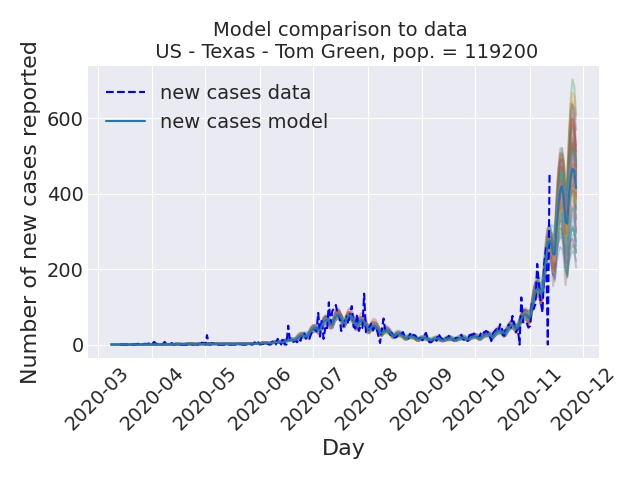 Model comparison to data
US - Texas - Tom Green, pop. = 119200
Number of new cases reported
new cases data
new cases model
600
400
200
0
2020-03
2020-04
2020-05
2020-06
2020-07
2020-08
2020-09
2020-10
2020-11
2020-12
Day